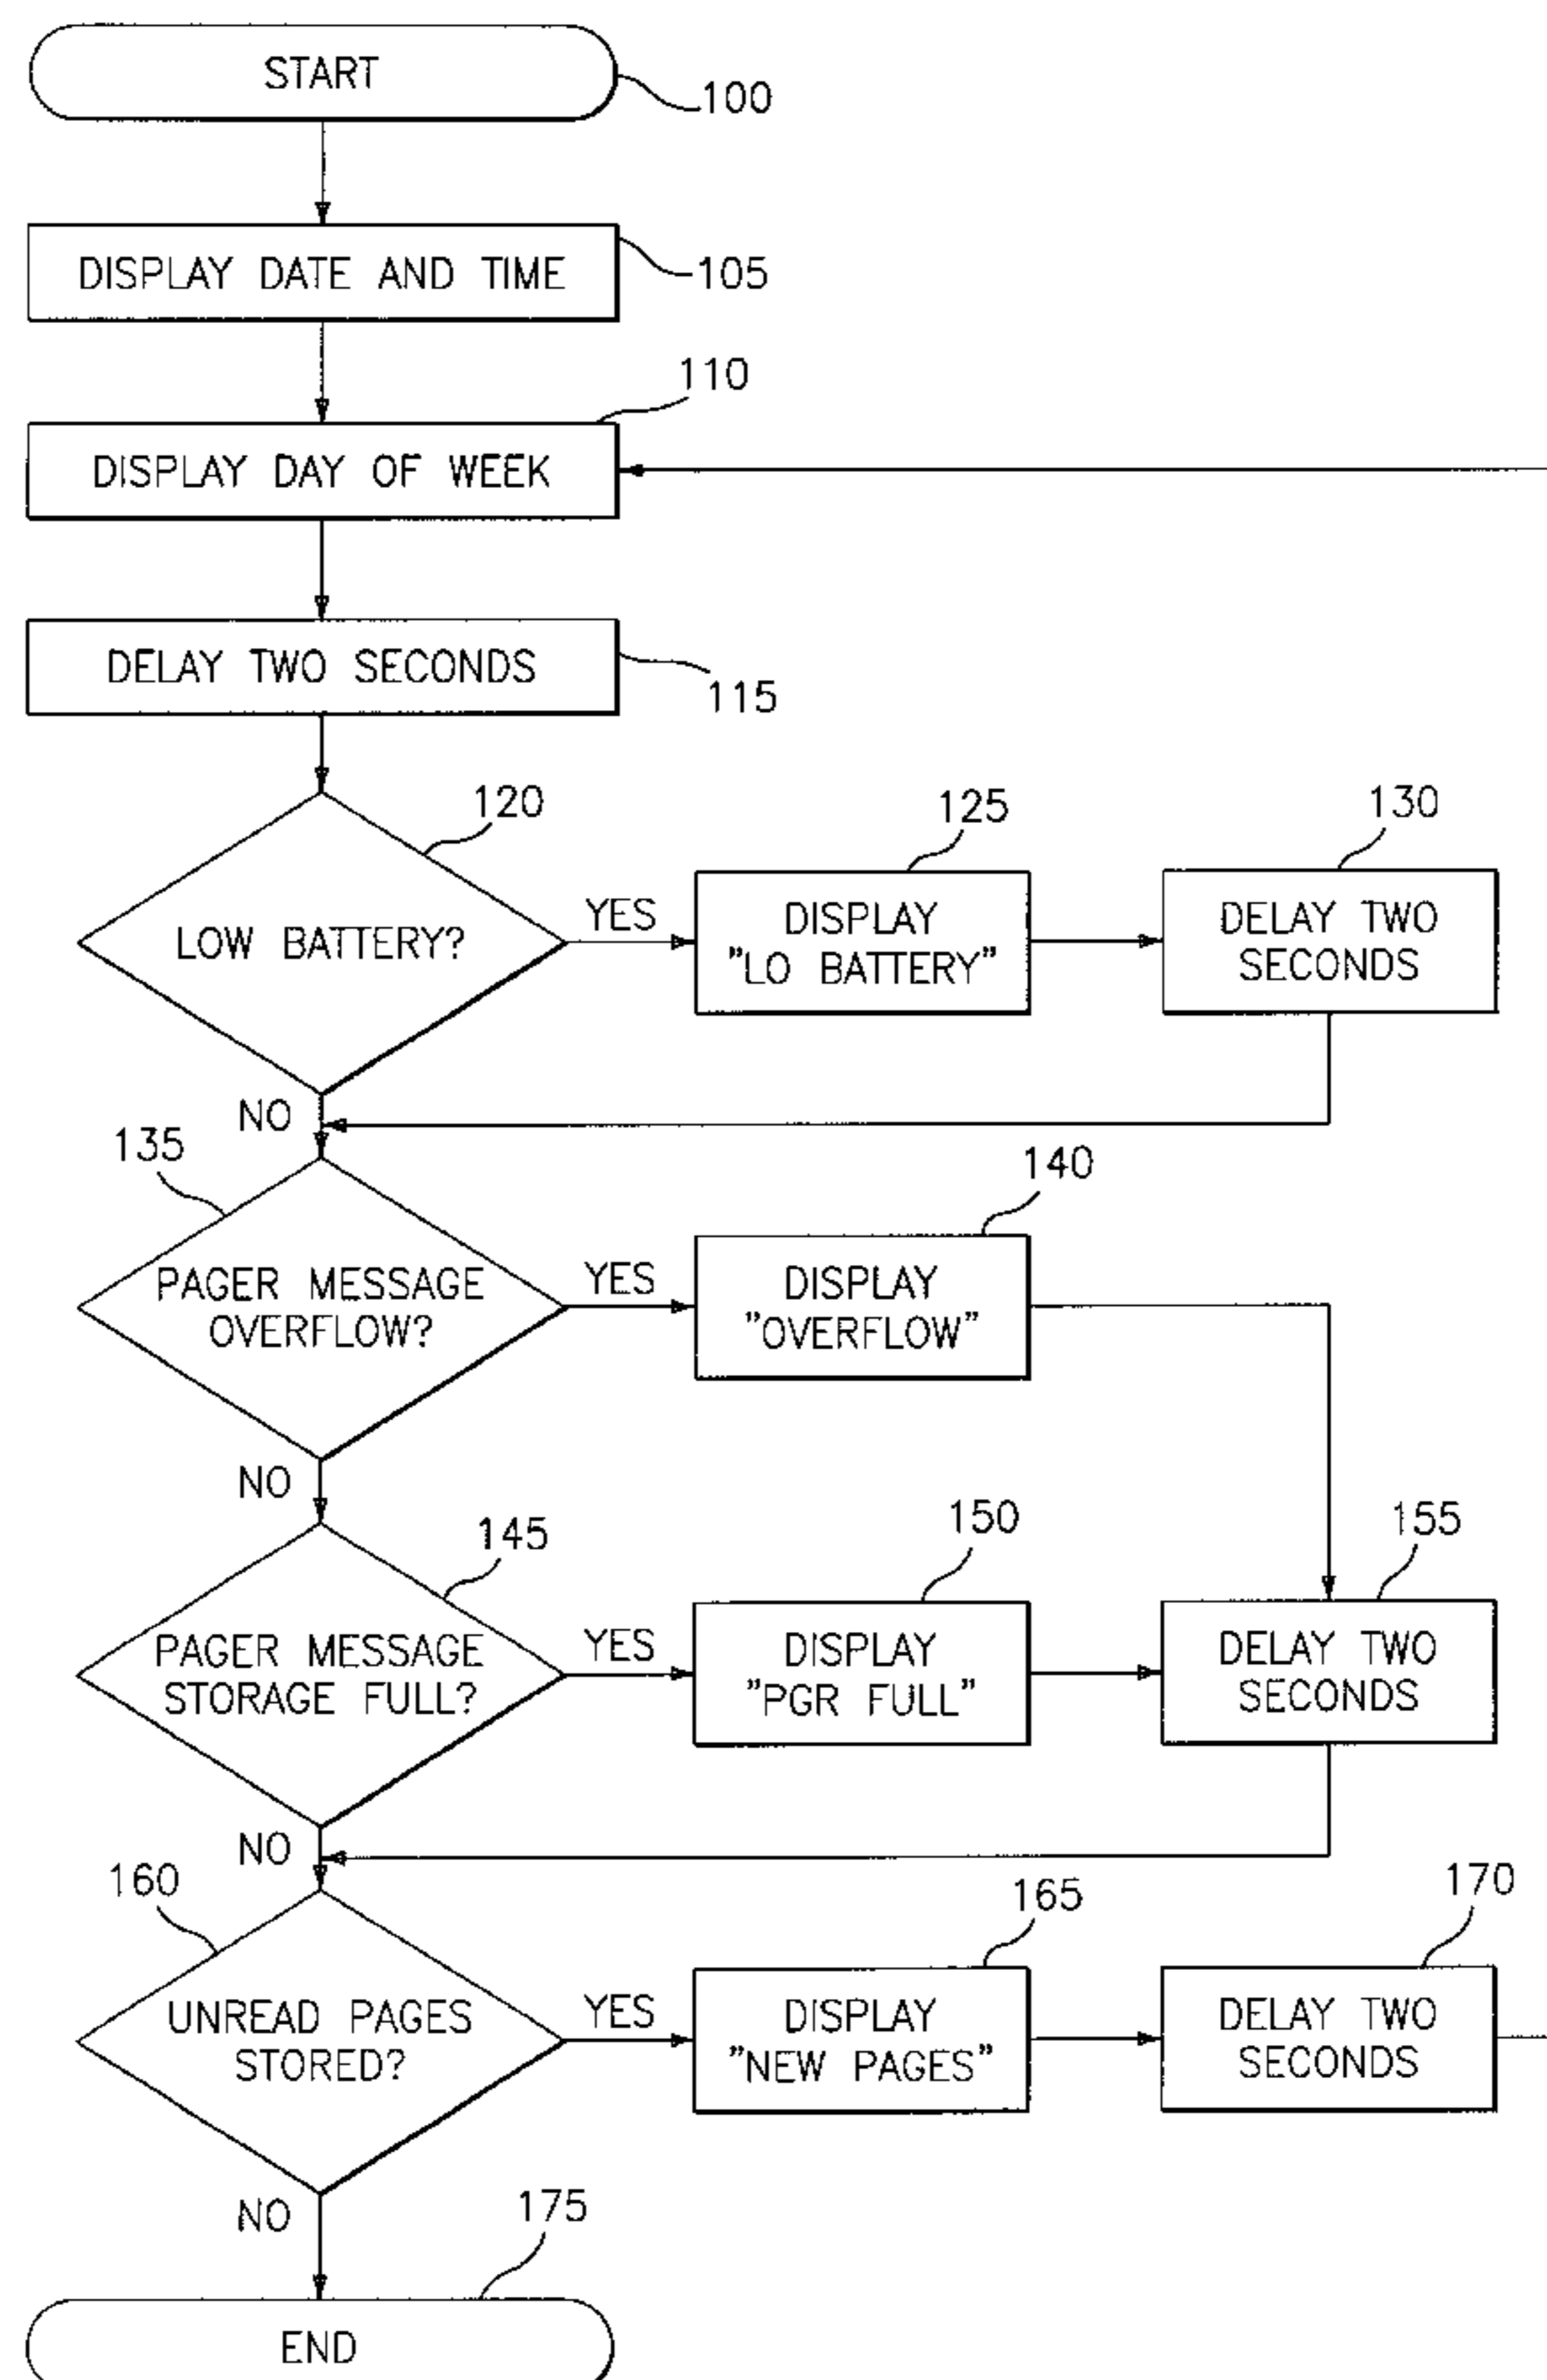 START
100
DISPLAY DATE AND TIME
105
110
DISPLAY DAY OF WEEK
DELAY TWO SECONDS
115
120
LOW BATTERY?
YES
125
DISPLAY
"LO BATTERY"
130
DELAY TWO
SECONDS
NO
135
PAGER MESSAGE
OVERFLOW?
YES
140
DISPLAY
"OVERFLOW"
NO
145
PAGER MESSAGE
STORAGE FULL?
YES
150
DISPLAY
"PGR FULL"
155
DELAY TWO
SECONDS
NO
160
UNREAD PAGES
STORED?
YES
165
DISPLAY
"NEW PAGES"
170
DELAY TWO
SECONDS
NO
175
END